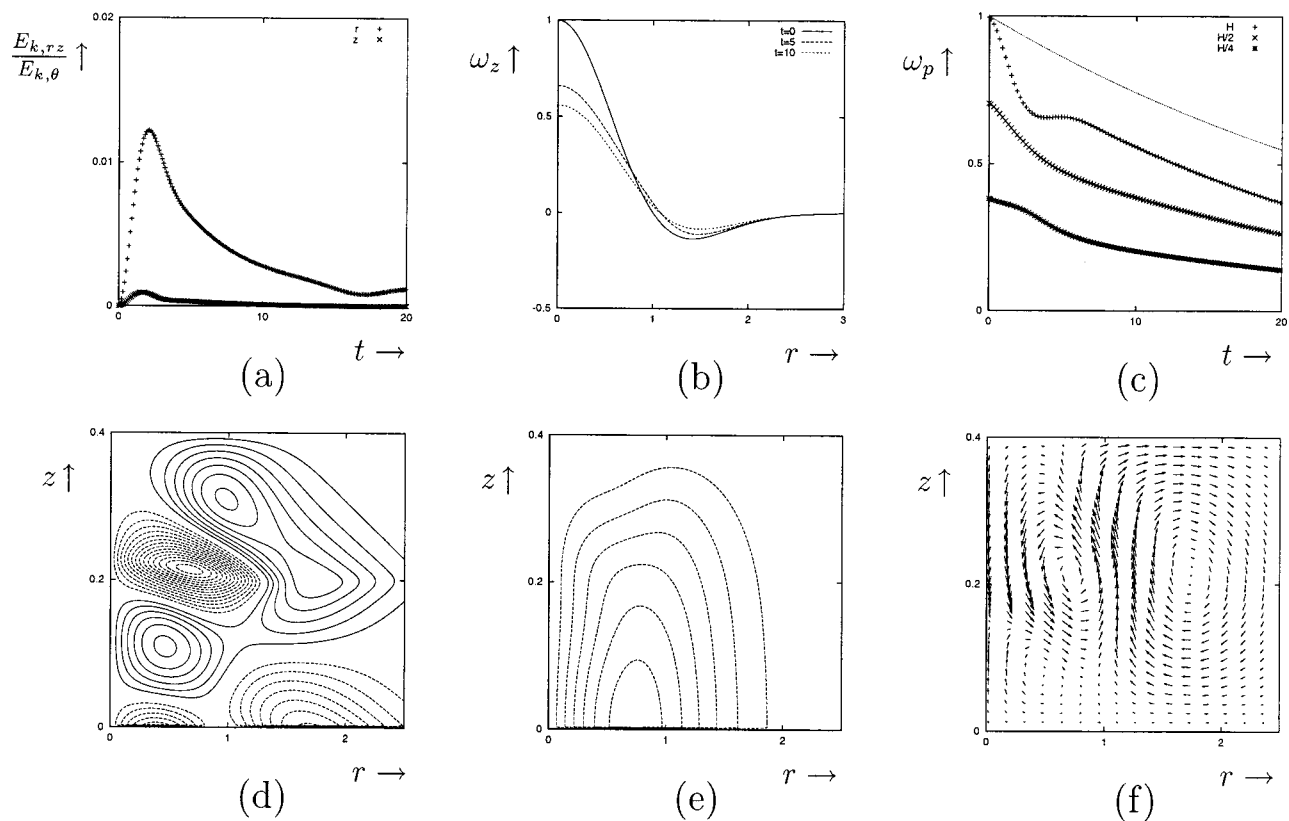 E_{k,rz} / E_{k,θ} ↑
0.02
0.01
0
0
10
20
r +
z ×
t →
(a)
ω_z ↑
1
0.5
0
-0.5
0
1
2
3
t=0
t=5
t=10
r →
(b)
ω_p ↑
1
0.5
0
0
10
20
H +
H/2 ×
H/4 ✱
t →
(c)
z ↑
0.4
0.2
0
0
1
2
r →
(d)
z ↑
0.4
0.2
0
0
1
2
r →
(e)
z ↑
0.4
0.2
0
0
1
2
r →
(f)